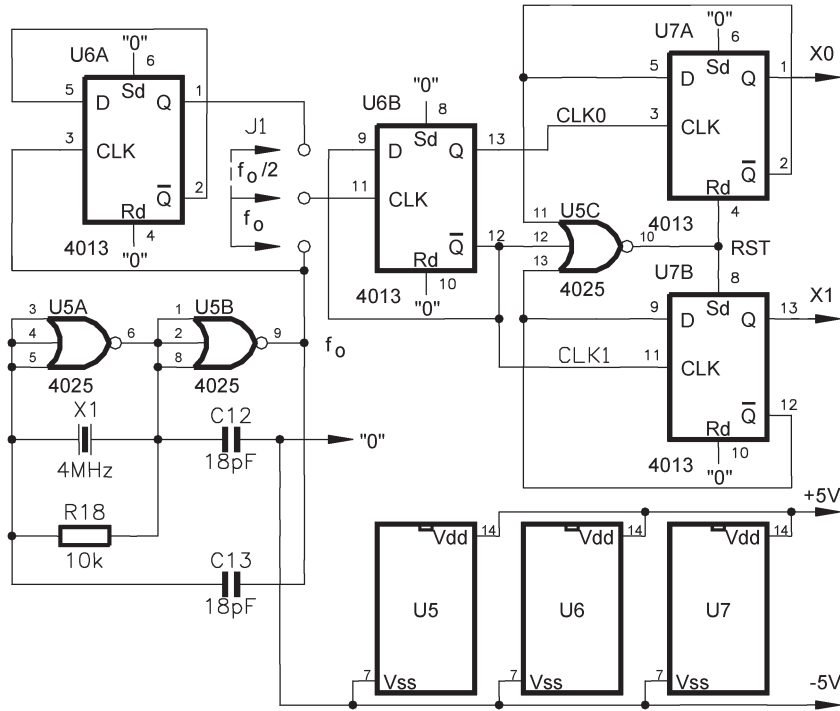 U6A
"0"
6
Sd
5
D
Q
1
3
CLK
Q
2
Rd
4
4013
"0"
J1
fo/2
fo
U6B
"0"
8
Sd
9
D
Q
13
11
CLK
Q
12
Rd
10
4013
"0"
CLK0
U7A
"0"
6
Sd
5
D
Q
1
X0
3
CLK
Q
2
Rd
4
4013
U5C
11
12
13
10
4025
RST
U7B
8
Sd
9
D
Q
13
X1
CLK1
11
CLK
Q
12
Rd
10
4013
"0"
U5A
3
4
5
6
4025
U5B
1
2
8
9
4025
fo
X1
4MHz
C12
18pF
"0"
R18
10k
C13
18pF
+5V
Vdd
14
U5
7
Vss
Vdd
14
U6
7
Vss
Vdd
14
U7
7
Vss
-5V